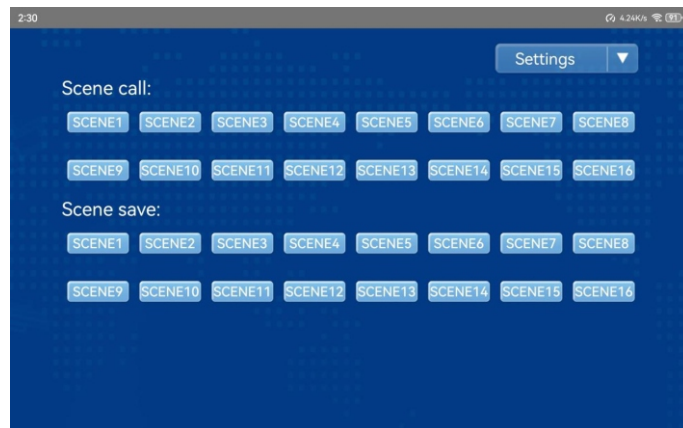 2:30 4.24K/s 91
Settings
Scene call:
SCENE1 SCENE2 SCENE3 SCENE4 SCENE5 SCENE6 SCENE7 SCENE8
SCENE9 SCENE10 SCENE11 SCENE12 SCENE13 SCENE14 SCENE15 SCENE16
Scene save:
SCENE1 SCENE2 SCENE3 SCENE4 SCENE5 SCENE6 SCENE7 SCENE8
SCENE9 SCENE10 SCENE11 SCENE12 SCENE13 SCENE14 SCENE15 SCENE16